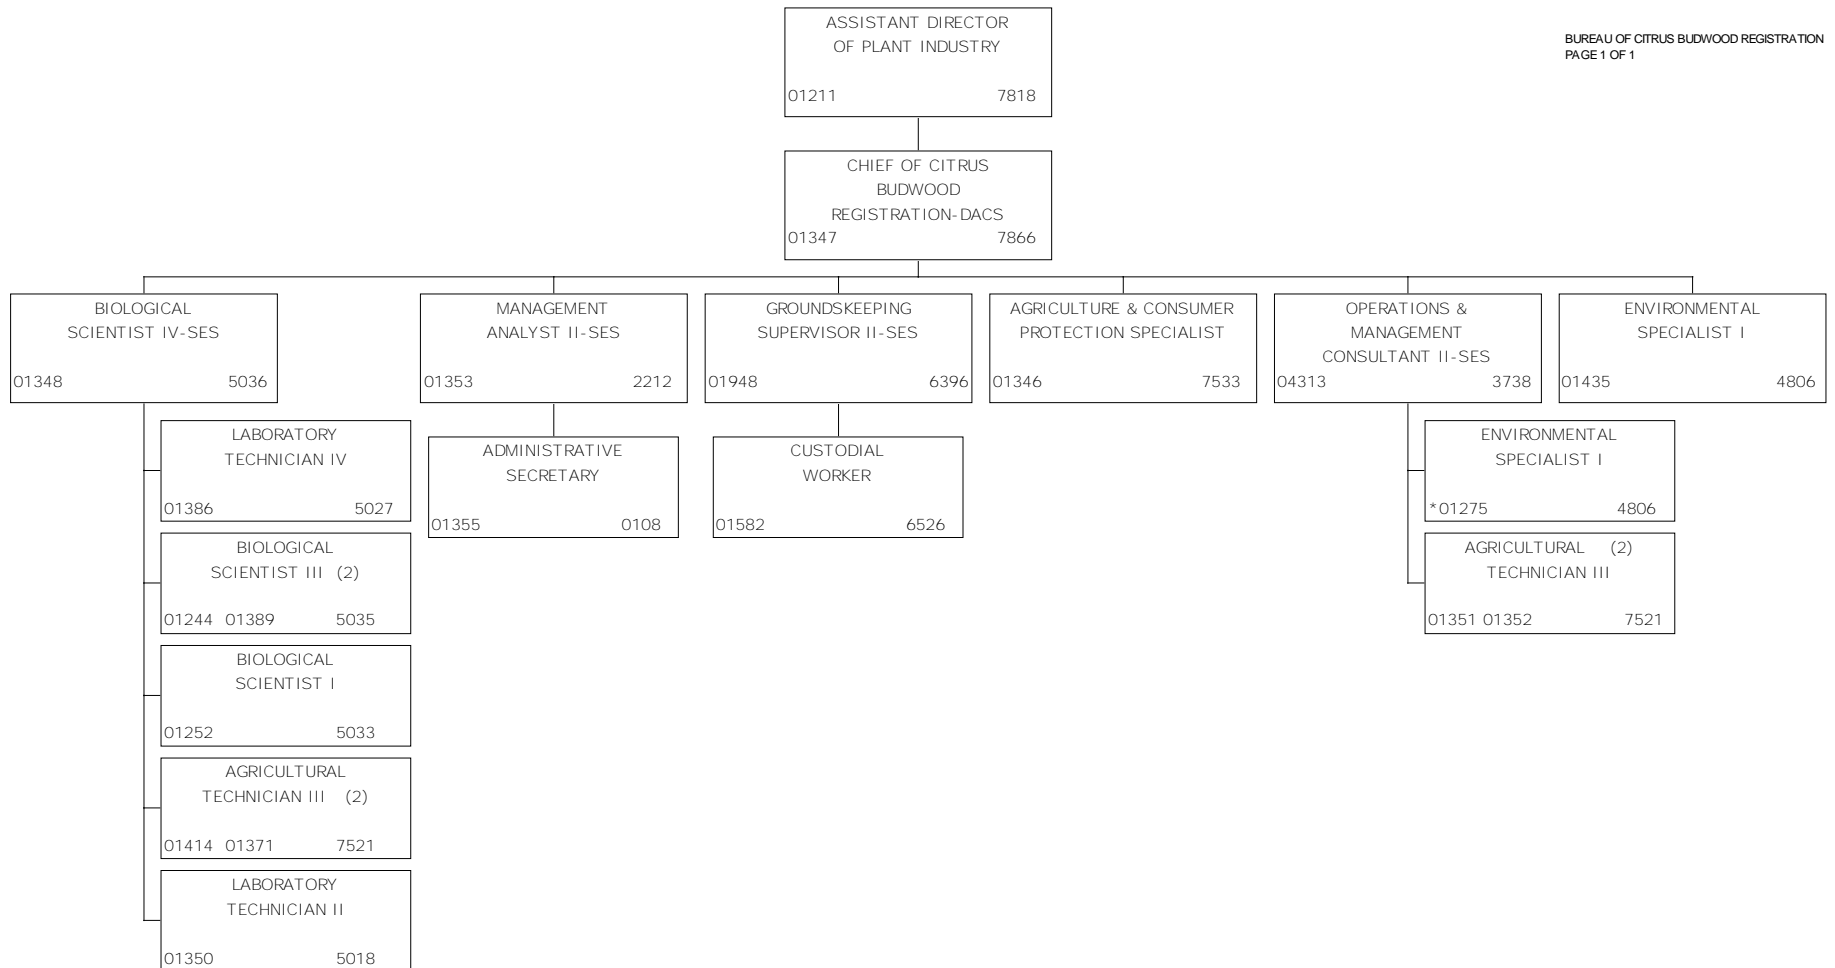 ASSISTANT DIRECTOR
OF PLANT INDUSTRY
01211 7818
BUREAU OF CITRUS BUDWOOD REGISTRATION
PAGE 1 OF 1
CHIEF OF CITRUS
BUDWOOD
REGISTRATION-DACS
01347 7866
BIOLOGICAL
SCIENTIST IV-SES
01348 5036
MANAGEMENT
ANALYST II-SES
01353 2212
GROUNDSKEEPING
SUPERVISOR II-SES
01948 6396
AGRICULTURE & CONSUMER
PROTECTION SPECIALIST
01346 7533
OPERATIONS &
MANAGEMENT
CONSULTANT II-SES
04313 3738
ENVIRONMENTAL
SPECIALIST I
01435 4806
LABORATORY
TECHNICIAN IV
01386 5027
BIOLOGICAL
SCIENTIST III (2)
01244 01389 5035
BIOLOGICAL
SCIENTIST I
01252 5033
AGRICULTURAL
TECHNICIAN III (2)
01414 01371 7521
LABORATORY
TECHNICIAN II
01350 5018
ADMINISTRATIVE
SECRETARY
01355 0108
CUSTODIAL
WORKER
01582 6526
ENVIRONMENTAL
SPECIALIST I
*01275 4806
AGRICULTURAL (2)
TECHNICIAN III
01351 01352 7521